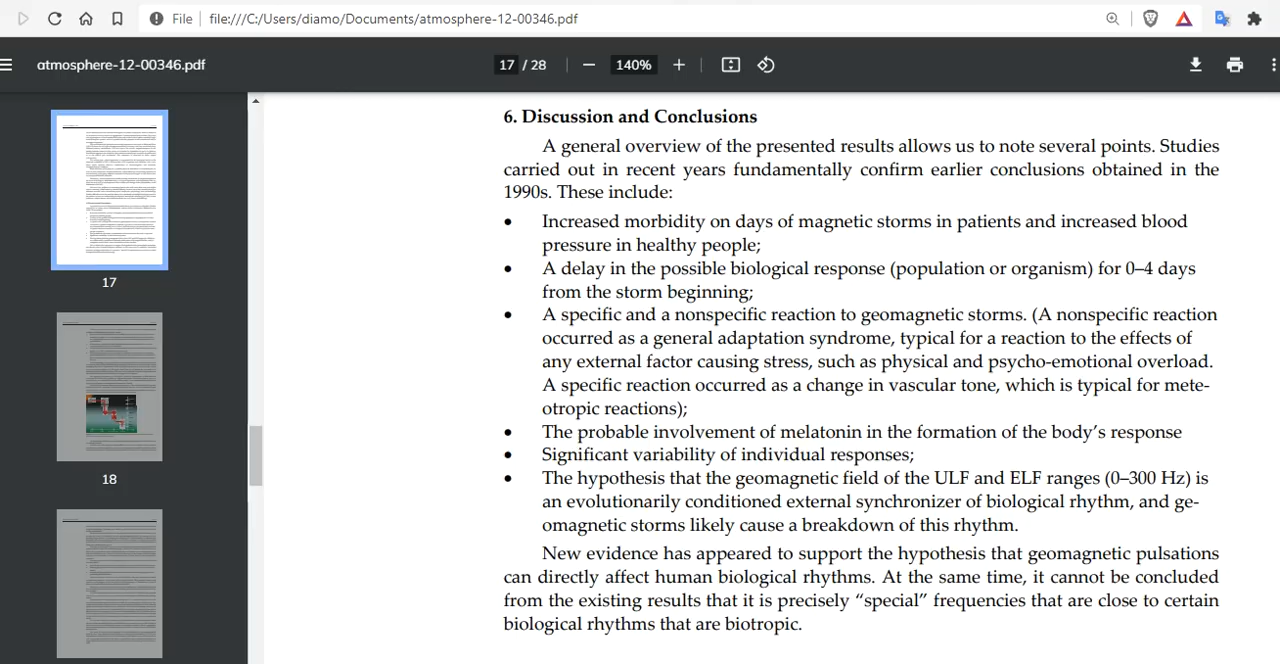 File
file:///C:/Users/diamo/Documents/atmosphere-12-00346.pdf
atmosphere-12-00346.pdf
17 / 28
140%
17
18
6. Discussion and Conclusions
A general overview of the presented results allows us to note several points. Studies
carried out in recent years fundamentally confirm earlier conclusions obtained in the
1990s. These include:
• Increased morbidity on days of magnetic storms in patients and increased blood
pressure in healthy people;
• A delay in the possible biological response (population or organism) for 0–4 days
from the storm beginning;
• A specific and a nonspecific reaction to geomagnetic storms. (A nonspecific reaction
occurred as a general adaptation syndrome, typical for a reaction to the effects of
any external factor causing stress, such as physical and psycho-emotional overload.
A specific reaction occurred as a change in vascular tone, which is typical for mete-
otropic reactions);
• The probable involvement of melatonin in the formation of the body’s response
• Significant variability of individual responses;
• The hypothesis that the geomagnetic field of the ULF and ELF ranges (0–300 Hz) is
an evolutionarily conditioned external synchronizer of biological rhythm, and ge-
omagnetic storms likely cause a breakdown of this rhythm.
New evidence has appeared to support the hypothesis that geomagnetic pulsations
can directly affect human biological rhythms. At the same time, it cannot be concluded
from the existing results that it is precisely “special” frequencies that are close to certain
biological rhythms that are biotropic.